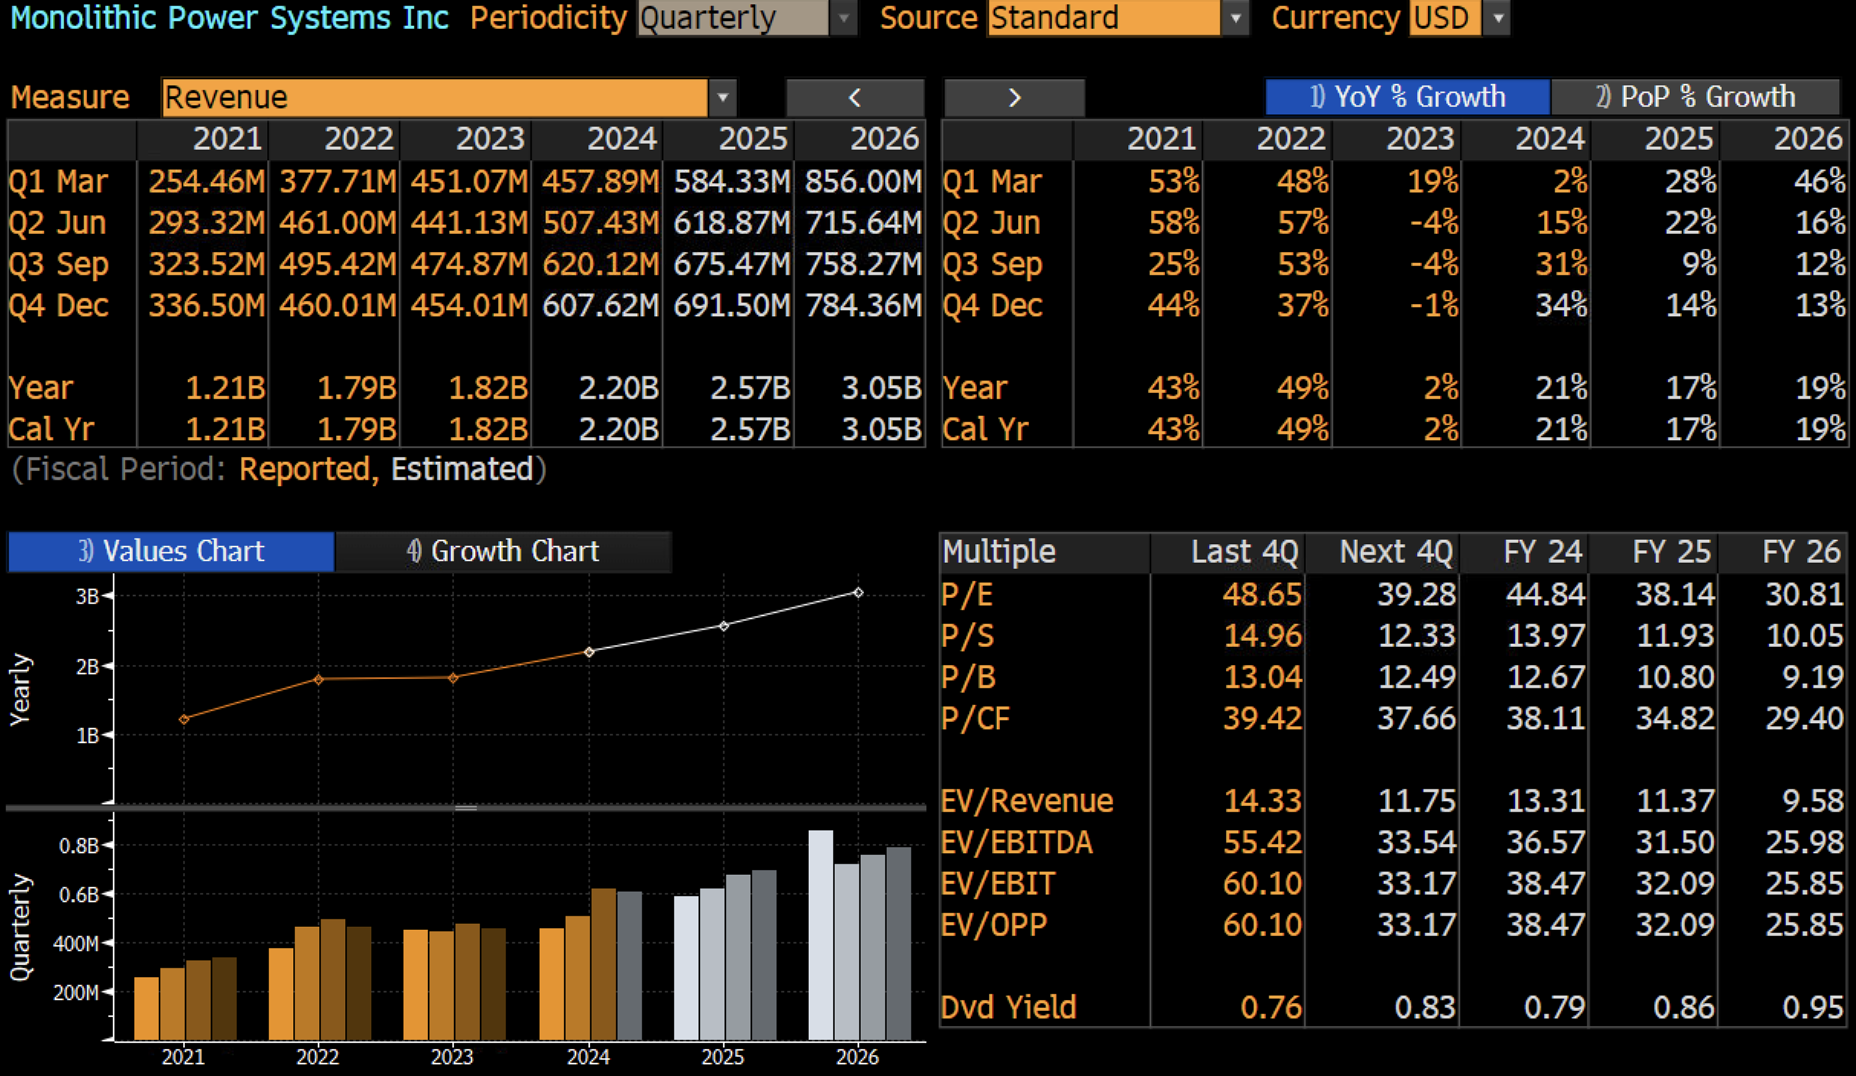 Monolithic Power Systems Inc Periodicity Quarterly Source Standard Currency USD
Measure Revenue < > 1) YoY % Growth 2) PoP % Growth
2021 2022 2023 2024 2025 2026 2021 2022 2023 2024 2025 2026
Q1 Mar 254.46M 377.71M 451.07M 457.89M 584.33M 856.00M Q1 Mar 53% 48% 19% 2% 28% 46%
Q2 Jun 293.32M 461.00M 441.13M 507.43M 618.87M 715.64M Q2 Jun 58% 57% -4% 15% 22% 16%
Q3 Sep 323.52M 495.42M 474.87M 620.12M 675.47M 758.27M Q3 Sep 25% 53% -4% 31% 9% 12%
Q4 Dec 336.50M 460.01M 454.01M 607.62M 691.50M 784.36M Q4 Dec 44% 37% -1% 34% 14% 13%
Year 1.21B 1.79B 1.82B 2.20B 2.57B 3.05B Year 43% 49% 2% 21% 17% 19%
Cal Yr 1.21B 1.79B 1.82B 2.20B 2.57B 3.05B Cal Yr 43% 49% 2% 21% 17% 19%
(Fiscal Period: Reported, Estimated)
3) Values Chart 4) Growth Chart
3B
2B
1B
Yearly
0.8B
0.6B
400M
200M
Quarterly
2021 2022 2023 2024 2025 2026
Multiple Last 4Q Next 4Q FY 24 FY 25 FY 26
P/E 48.65 39.28 44.84 38.14 30.81
P/S 14.96 12.33 13.97 11.93 10.05
P/B 13.04 12.49 12.67 10.80 9.19
P/CF 39.42 37.66 38.11 34.82 29.40
EV/Revenue 14.33 11.75 13.31 11.37 9.58
EV/EBITDA 55.42 33.54 36.57 31.50 25.98
EV/EBIT 60.10 33.17 38.47 32.09 25.85
EV/OPP 60.10 33.17 38.47 32.09 25.85
Dvd Yield 0.76 0.83 0.79 0.86 0.95